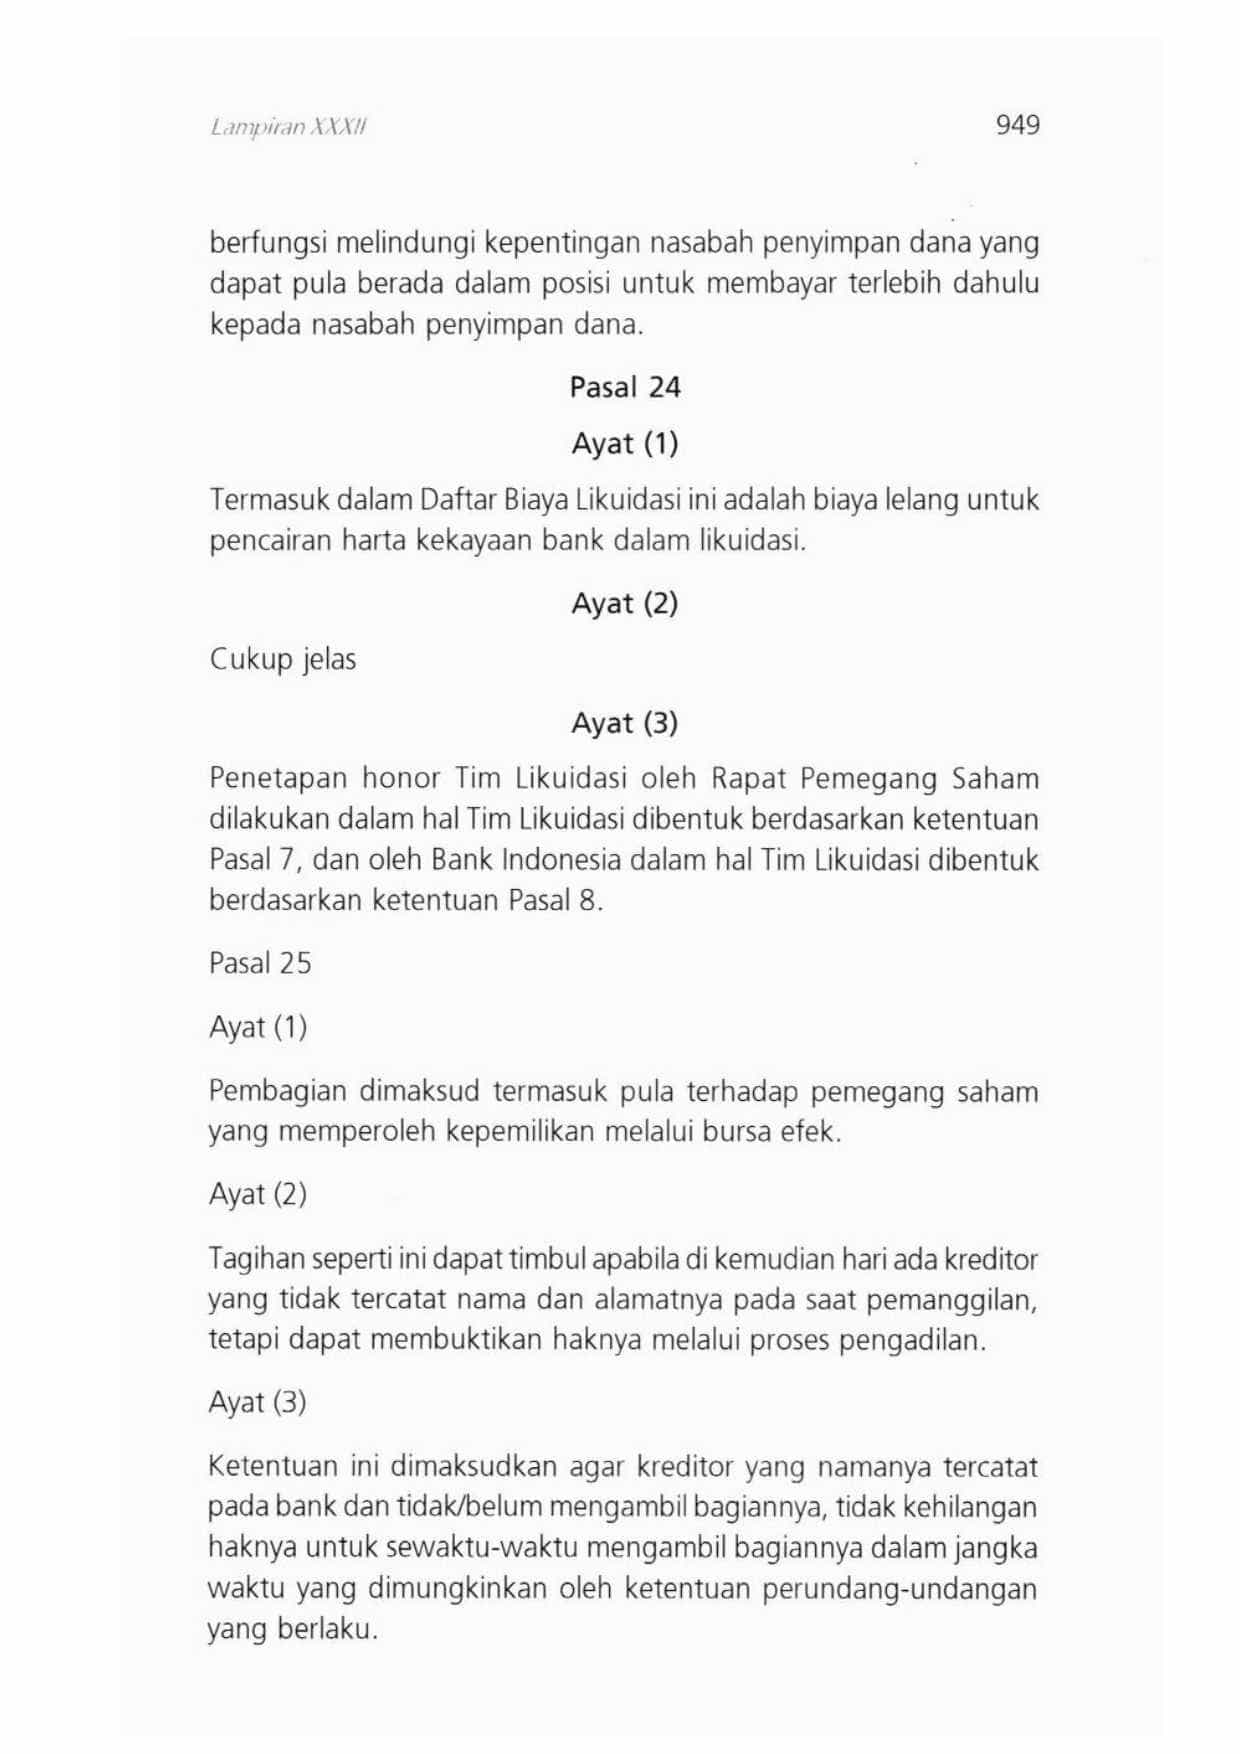 Lampiran XXXII 949
berfungsi melindungi kepentingan nasabah penyimpan dana yang
dapat pula berada dalam posisi untuk membayar terlebih dahulu
kepada nasabah penyimpan dana.
Pasal 24
Ayat (1)
Termasuk dalam Daftar Biaya Likuidasi ini adalah biaya lelang untuk
pencairan harta kekayaan bank dalam likuidasi.
Ayat (2)
Cukup jelas
Ayat (3)
Penetapan honor Tim Likuidasi oleh Rapat Pemegang Saham
dilakukan dalam hal Tim Likuidasi dibentuk berdasarkan ketentuan
Pasal 7, dan oleh Bank Indonesia dalam hal Tim Likuidasi dibentuk
berdasarkan ketentuan Pasal 8.
Pasal 25
Ayat (1)
Pembagian dimaksud termasuk pula terhadap pemegang saham
yang memperoleh kepemilikan melalui bursa efek.
Ayat (2)
Tagihan seperti ini dapat timbul apabila di kemudian hari ada kreditor
yang tidak tercatat nama dan alamatnya pada saat pemanggilan,
tetapi dapat membuktikan haknya melalui proses pengadilan.
Ayat (3)
Ketentuan ini dimaksudkan agar kreditor yang namanya tercatat
pada bank dan tidak/belum mengambil bagiannya, tidak kehilangan
haknya untuk sewaktu-waktu mengambil bagiannya dalam jangka
waktu yang dimungkinkan oleh ketentuan perundang-undangan
yang berlaku.